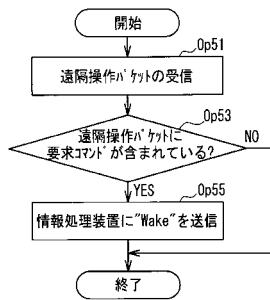 開始
Op51
遠隔操作パケットの受信
Op53
遠隔操作パケットに
要求コマンドが含まれている?
NO
YES
Op55
情報処理装置に"Wake"を送信
終了